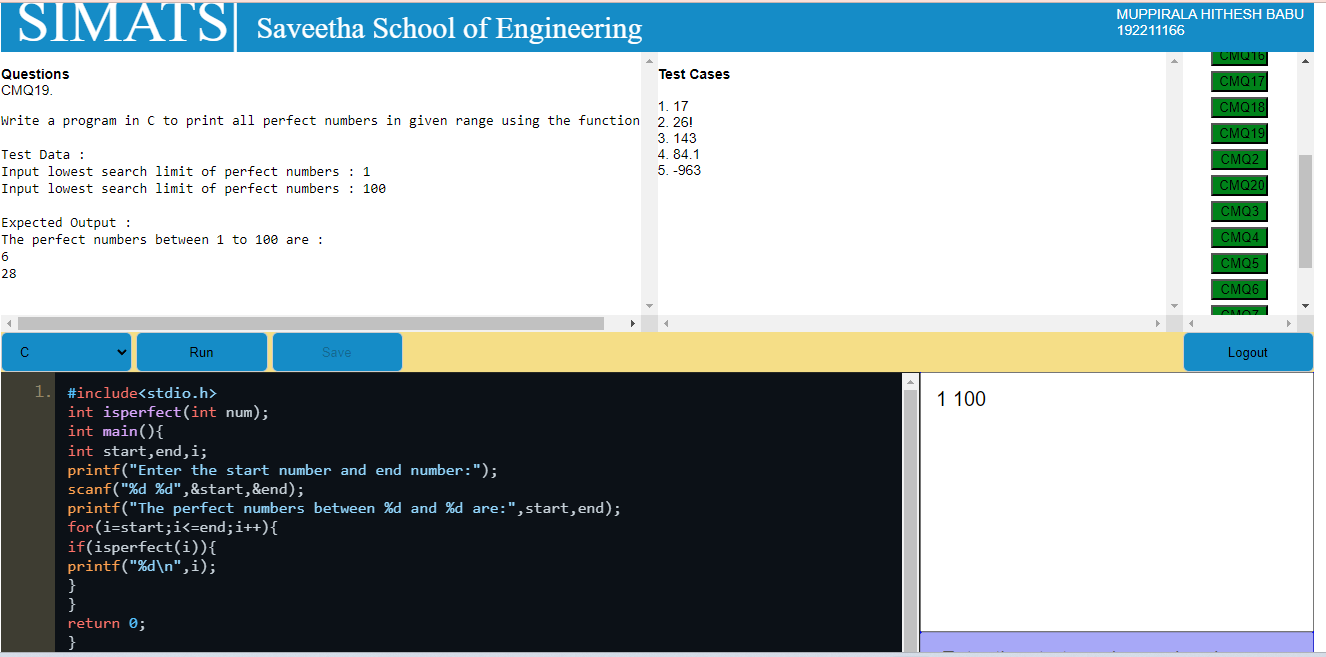 SIMATS
Saveetha School of Engineering
MUPPIRALA HITHESH BABU
192211166
Questions
CMQ19.
Write a program in C to print all perfect numbers in given range using the function
Test Data :
Input lowest search limit of perfect numbers : 1
Input lowest search limit of perfect numbers : 100
Expected Output :
The perfect numbers between 1 to 100 are :
6
28
Test Cases
1. 17
2. 26!
3. 143
4. 84.1
5. -963
CMQ16
CMQ17
CMQ18
CMQ19
CMQ2
CMQ20
CMQ3
CMQ4
CMQ5
CMQ6
CMQ7
C
Run
Save
Logout
1.
#include<stdio.h>
int isperfect(int num);
int main(){
int start,end,i;
printf("Enter the start number and end number:");
scanf("%d %d",&start,&end);
printf("The perfect numbers between %d and %d are:",start,end);
for(i=start;i<=end;i++){
if(isperfect(i)){
printf("%d\n",i);
}
}
return 0;
}
1 100